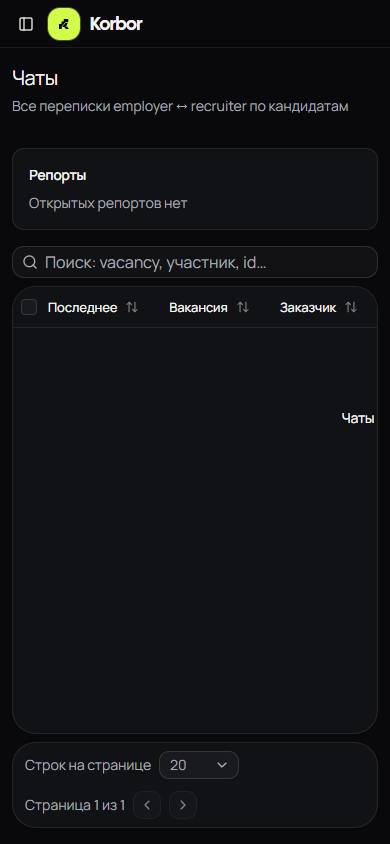 Korbor
Чаты
Все переписки employer ↔ recruiter по кандидатам
Репорты
Открытых репортов нет
Поиск: vacancy, участник, id...
Последнее Вакансия Заказчик
Чаты
Строк на странице 20
Страница 1 из 1